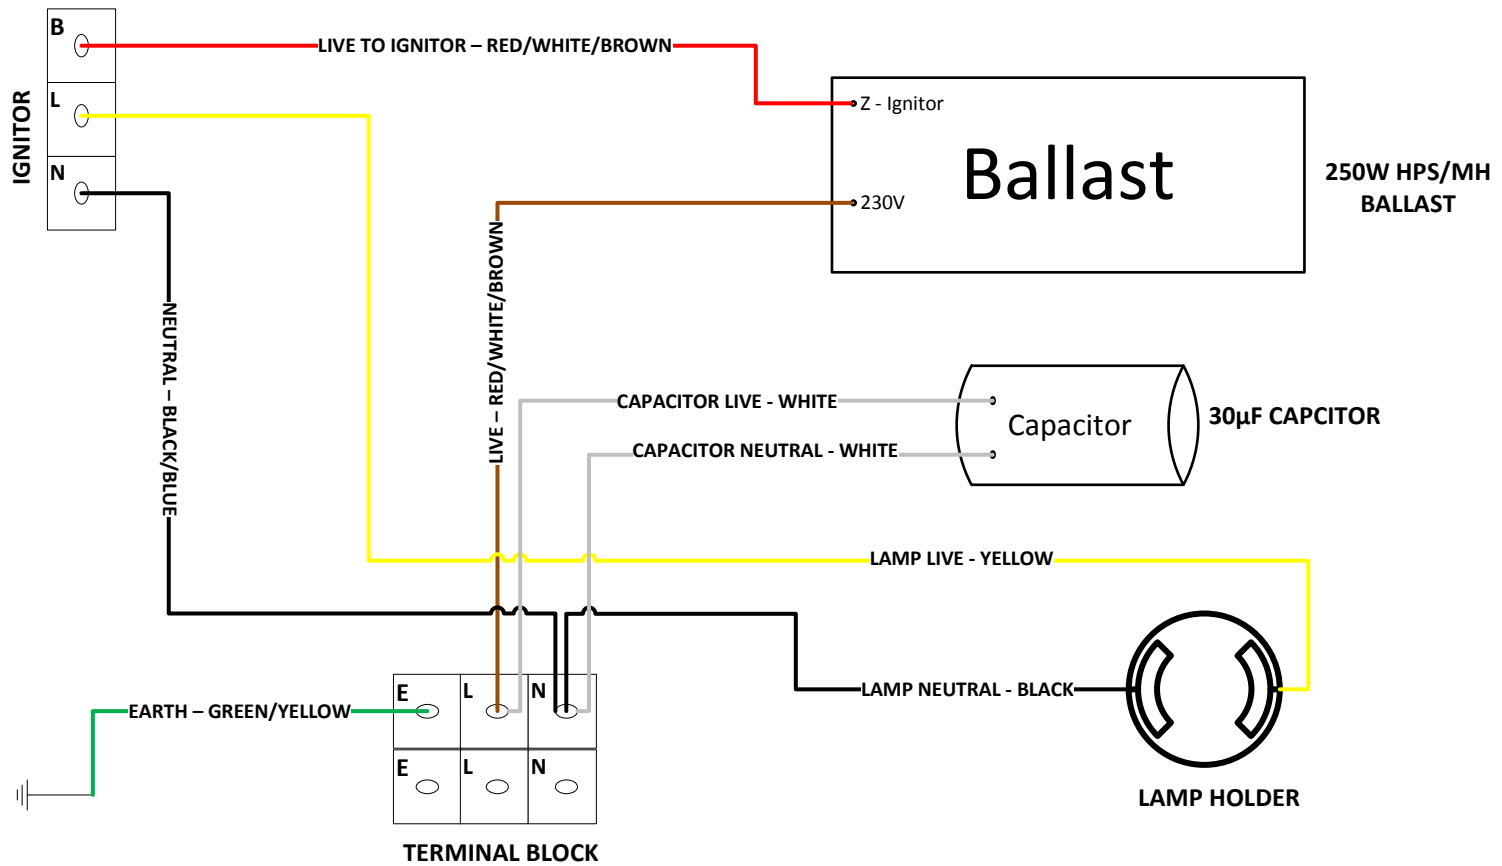 B
LIVE TO IGNITOR – RED/WHITE/BROWN
L
N
IGNITOR
Z - Ignitor
Ballast
230V
250W HPS/MH
BALLAST
NEUTRAL – BLACK/BLUE
LIVE – RED/WHITE/BROWN
CAPACITOR LIVE - WHITE
CAPACITOR NEUTRAL - WHITE
Capacitor
30µF CAPCITOR
LAMP LIVE - YELLOW
LAMP NEUTRAL - BLACK
LAMP HOLDER
EARTH – GREEN/YELLOW
E L N
E L N
TERMINAL BLOCK